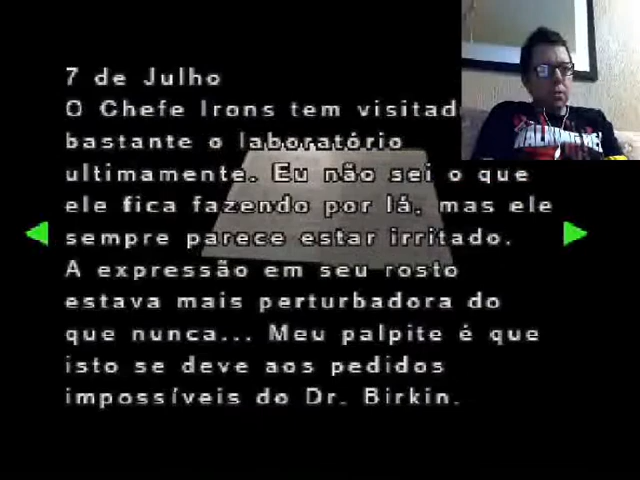 7 de Julho
O Chefe Irons tem
bastante o laboratório
ultimamente. Eu não sei o que
ele fica fazendo por lá, mas ele
sempre parece estar irritado.
A expressão em seu rosto
estava mais perturbadora do
que nunca... Meu palpite é que
isto se deve aos pedidos
impossíveis do Dr. Birkin.